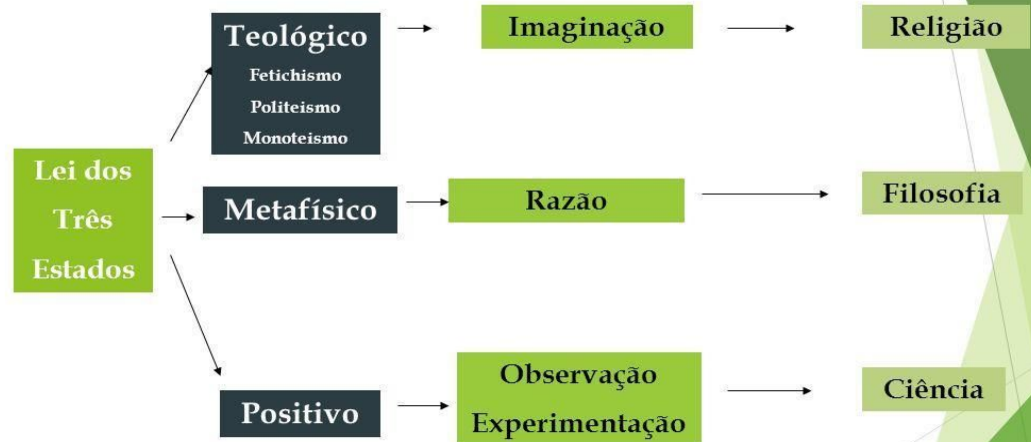 Lei dos
Três
Estados
Teológico
Fetichismo
Politeismo
Monoteismo
Imaginação
Religião
Metafísico
Razão
Filosofia
Positivo
Observação
Experimentação
Ciência